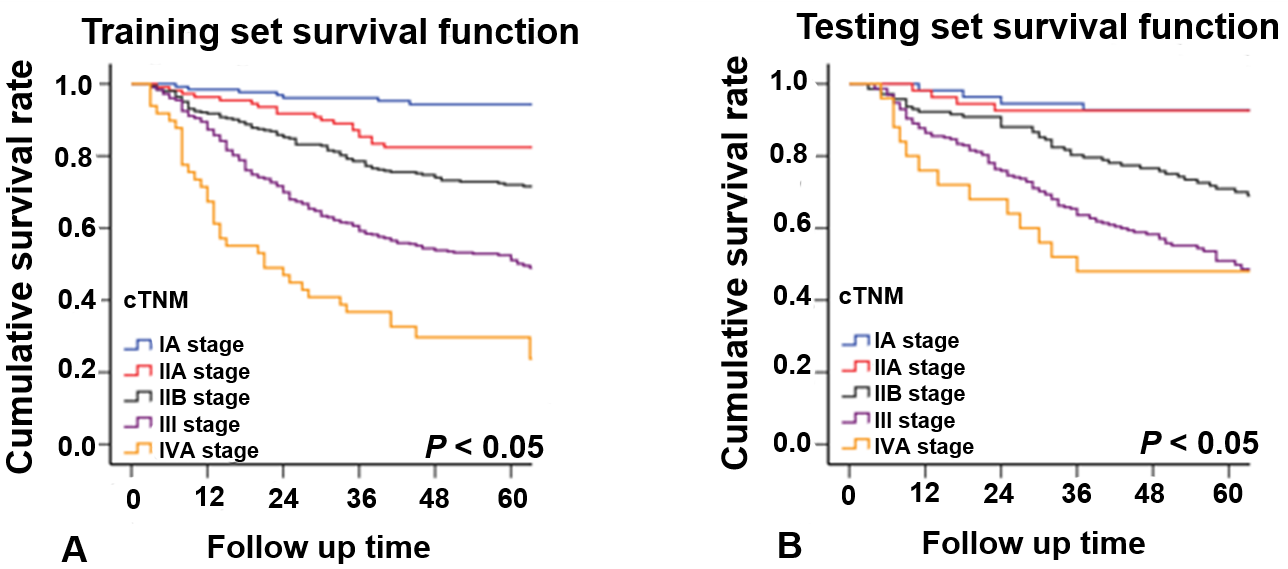 Training set survival function
Cumulative survival rate
1.0
0.8
0.6
0.4
0.2
0.0
cTNM
IA stage
IIA stage
IIB stage
III stage
IVA stage
P < 0.05
0 12 24 36 48 60
A
Follow up time
Testing set survival function
Cumulative survival rate
1.0
0.8
0.6
0.4
0.2
0.0
cTNM
IA stage
IIA stage
IIB stage
III stage
IVA stage
P < 0.05
0 12 24 36 48 60
B
Follow up time